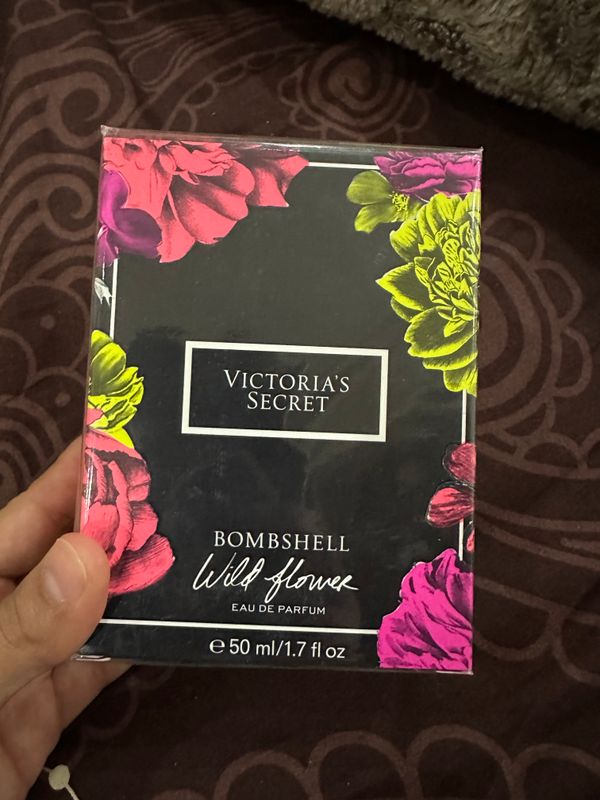 VICTORIA'S
SECRET
BOMBSHELL
Wild flower
EAU DE PARFUM
℮ 50 ml/1.7 fl oz